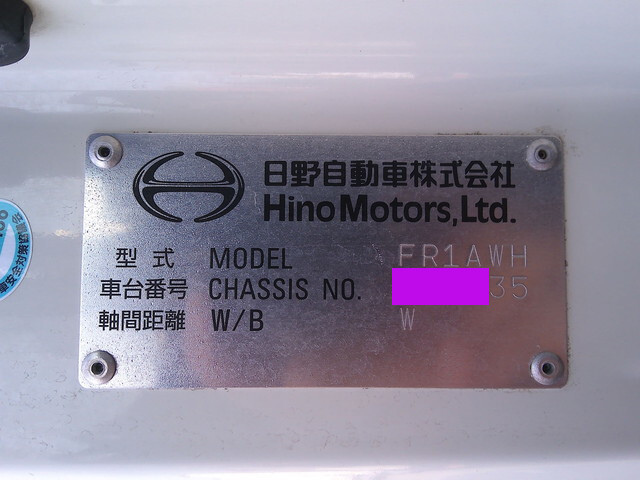 日野自動車株式会社
Hino Motors, Ltd.
型式 MODEL FR1AWH
車台番号 CHASSIS NO. 35
軸間距離 W/B W